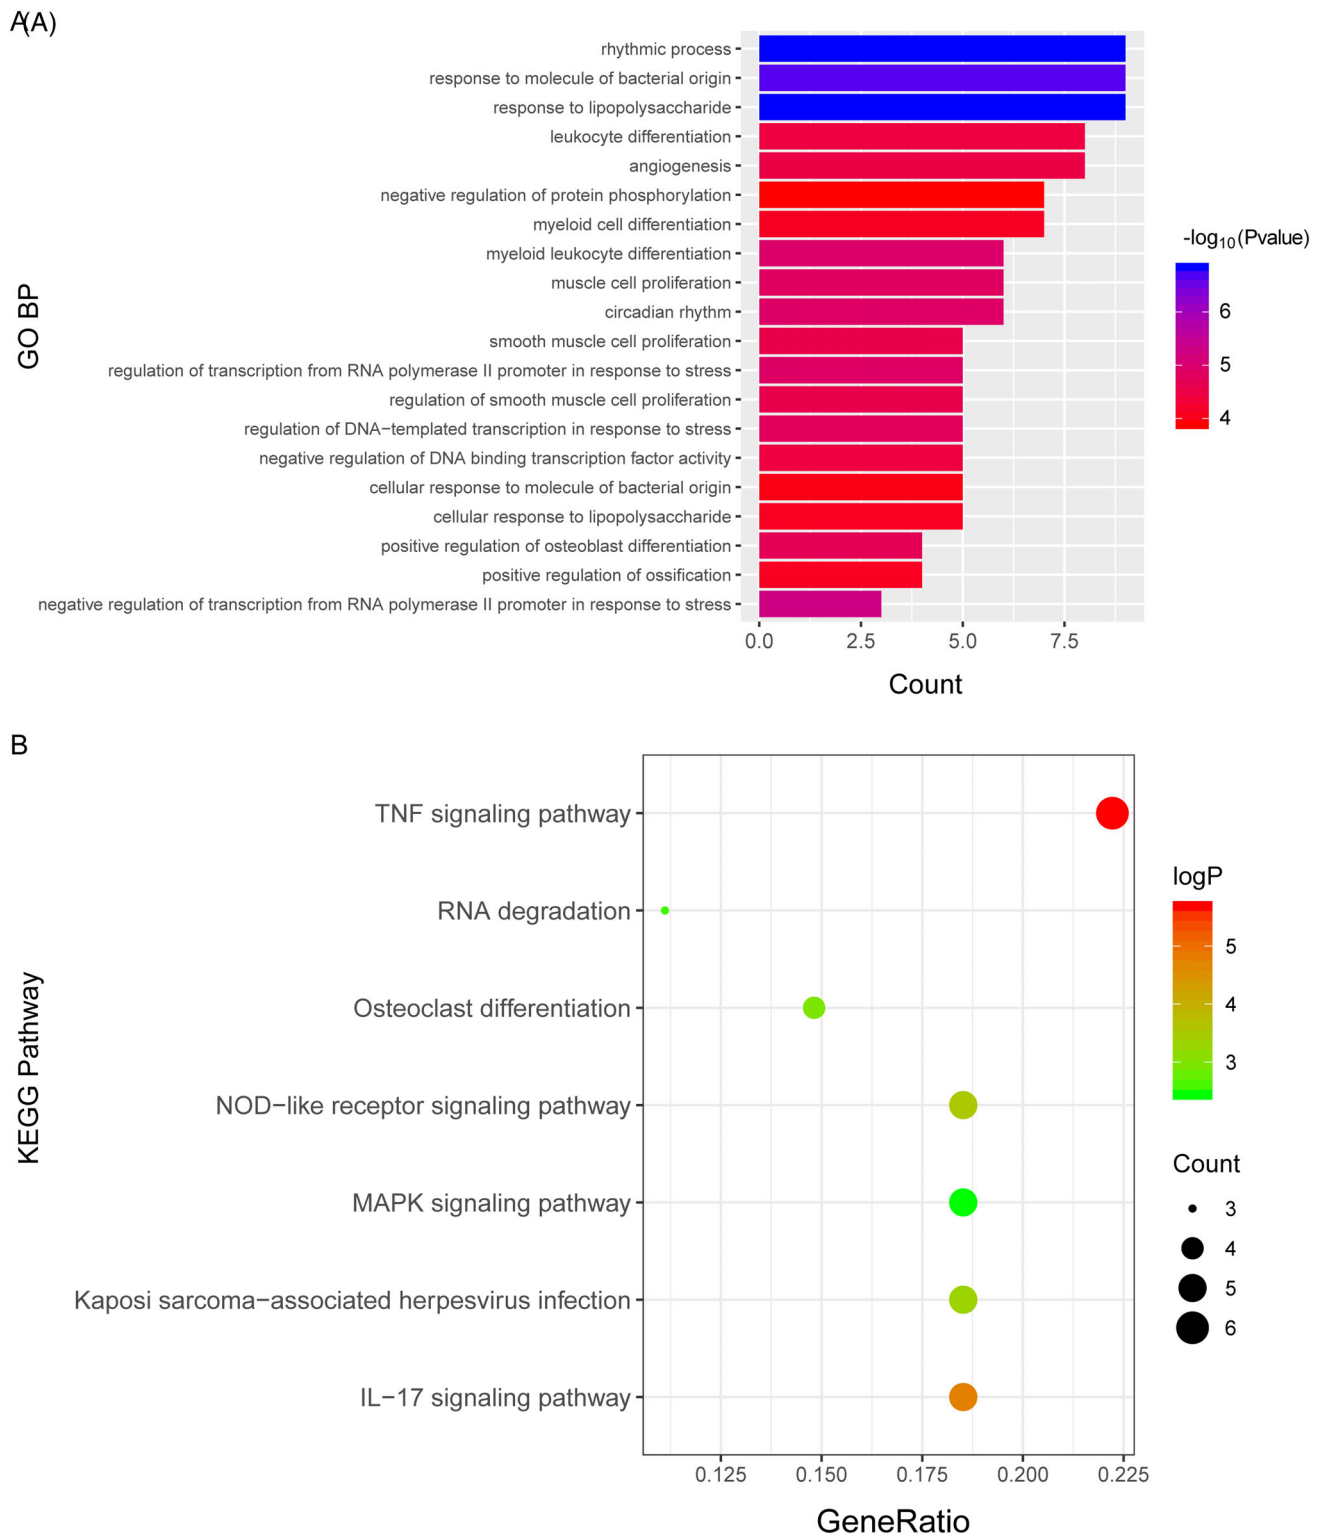 A(A)
rhythmic process
response to molecule of bacterial origin
response to lipopolysaccharide
leukocyte differentiation
angiogenesis
negative regulation of protein phosphorylation
myeloid cell differentiation
myeloid leukocyte differentiation
muscle cell proliferation
circadian rhythm
smooth muscle cell proliferation
regulation of transcription from RNA polymerase II promoter in response to stress
regulation of smooth muscle cell proliferation
regulation of DNA−templated transcription in response to stress
negative regulation of DNA binding transcription factor activity
cellular response to molecule of bacterial origin
cellular response to lipopolysaccharide
positive regulation of osteoblast differentiation
positive regulation of ossification
negative regulation of transcription from RNA polymerase II promoter in response to stress
GO BP
0.0 2.5 5.0 7.5
Count
-log₁₀(Pvalue)
6
5
4
B
TNF signaling pathway
RNA degradation
Osteoclast differentiation
NOD−like receptor signaling pathway
MAPK signaling pathway
Kaposi sarcoma−associated herpesvirus infection
IL−17 signaling pathway
KEGG Pathway
0.125 0.150 0.175 0.200 0.225
GeneRatio
logP
5
4
3
Count
3
4
5
6